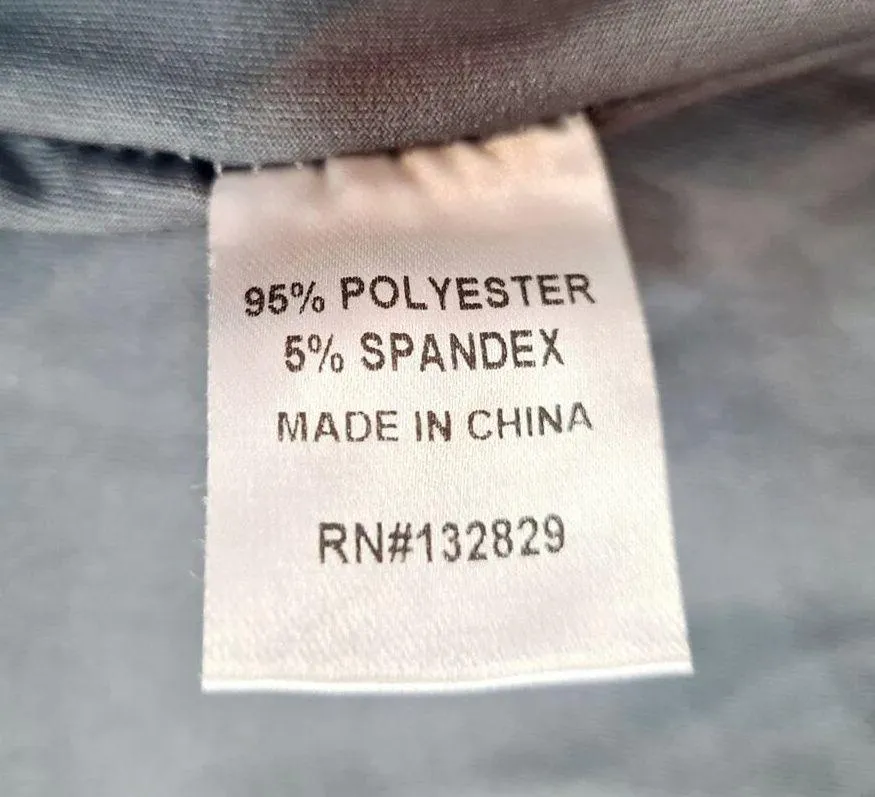 95% POLYESTER
5% SPANDEX
MADE IN CHINA
RN#132829